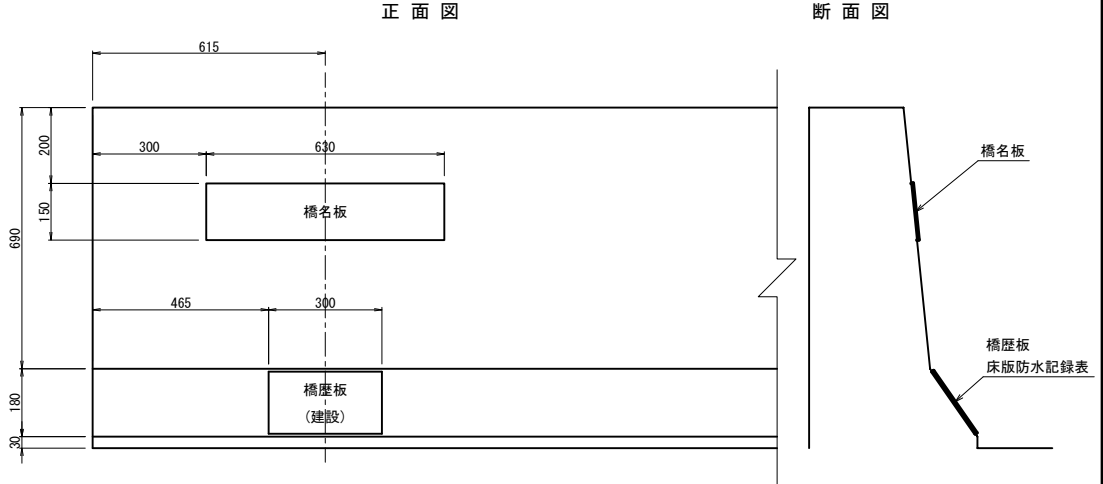 正面図
断面図
615
200
300
630
橋名板
150
橋名板
690
465
300
橋歴板
床版防水記録表
橋歴板
(建設)
180
30